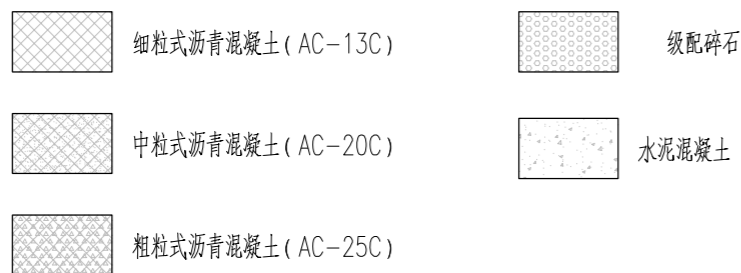 细粒式沥青混凝土(AC-13C)
级配碎石
中粒式沥青混凝土(AC-20C)
水泥混凝土
粗粒式沥青混凝土(AC-25C)